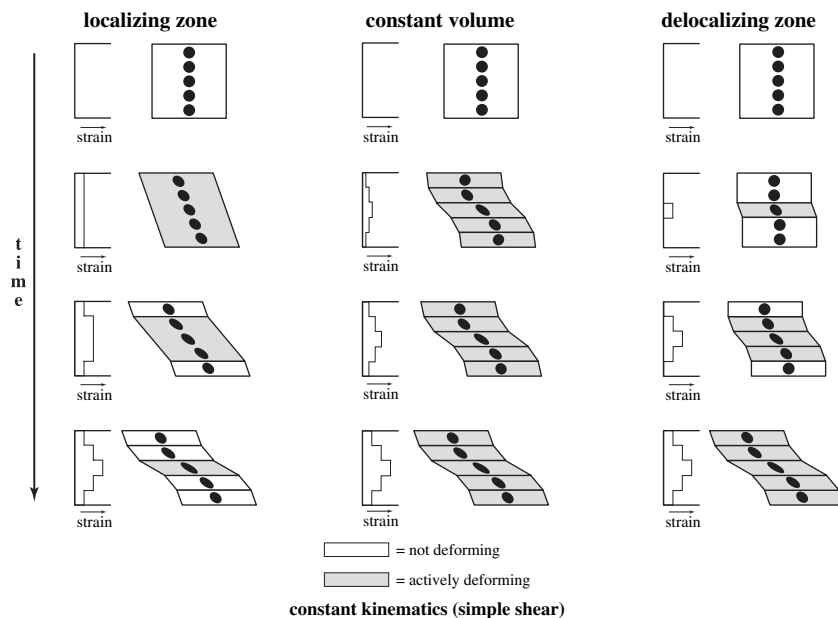 localizing zone
constant volume
delocalizing zone
strain
strain
strain
time
strain
strain
strain
strain
strain
strain
strain
strain
strain
= not deforming
= actively deforming
constant kinematics (simple shear)